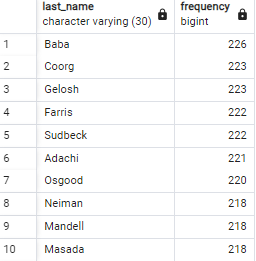 last_name frequency
character varying (30) bigint
1 Baba 226
2 Coorg 223
3 Gelosh 223
4 Farris 222
5 Sudbeck 222
6 Adachi 221
7 Osgood 220
8 Neiman 218
9 Mandell 218
10 Masada 218